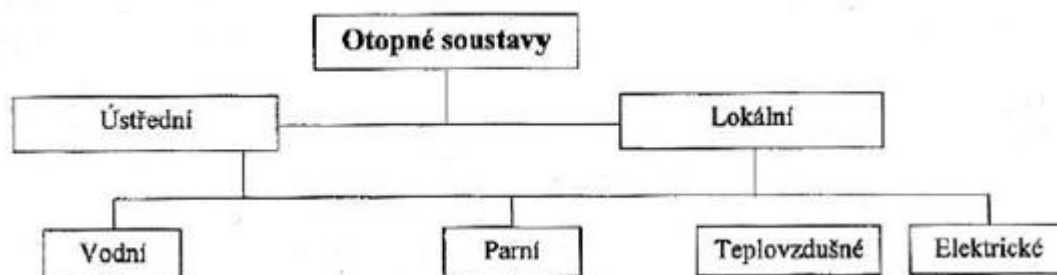 Otopné soustavy
Ústřední
Lokální
Vodní
Parní
Teplovzdušné
Elektrické